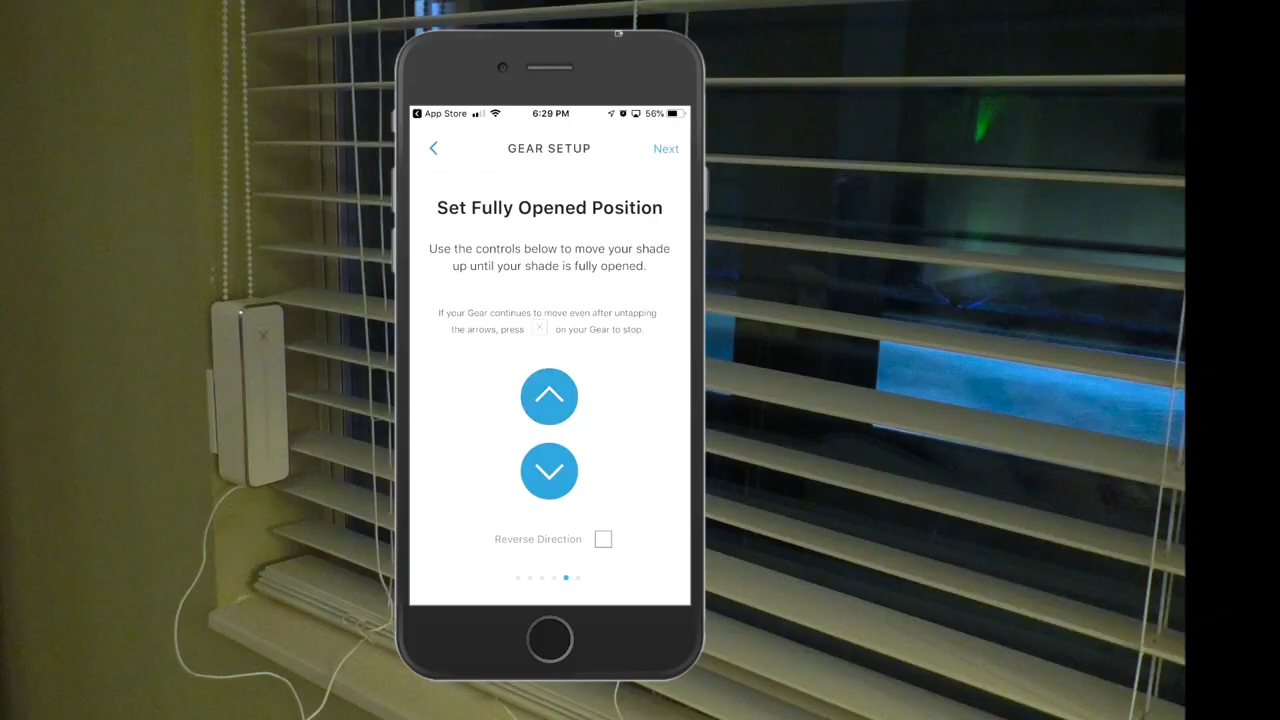 App Store
6:29 PM
56%
GEAR SETUP
Next
Set Fully Opened Position
Use the controls below to move your shade
up until your shade is fully opened.
If your Gear continues to move even after untapping
the arrows, press on your Gear to stop.
Reverse Direction